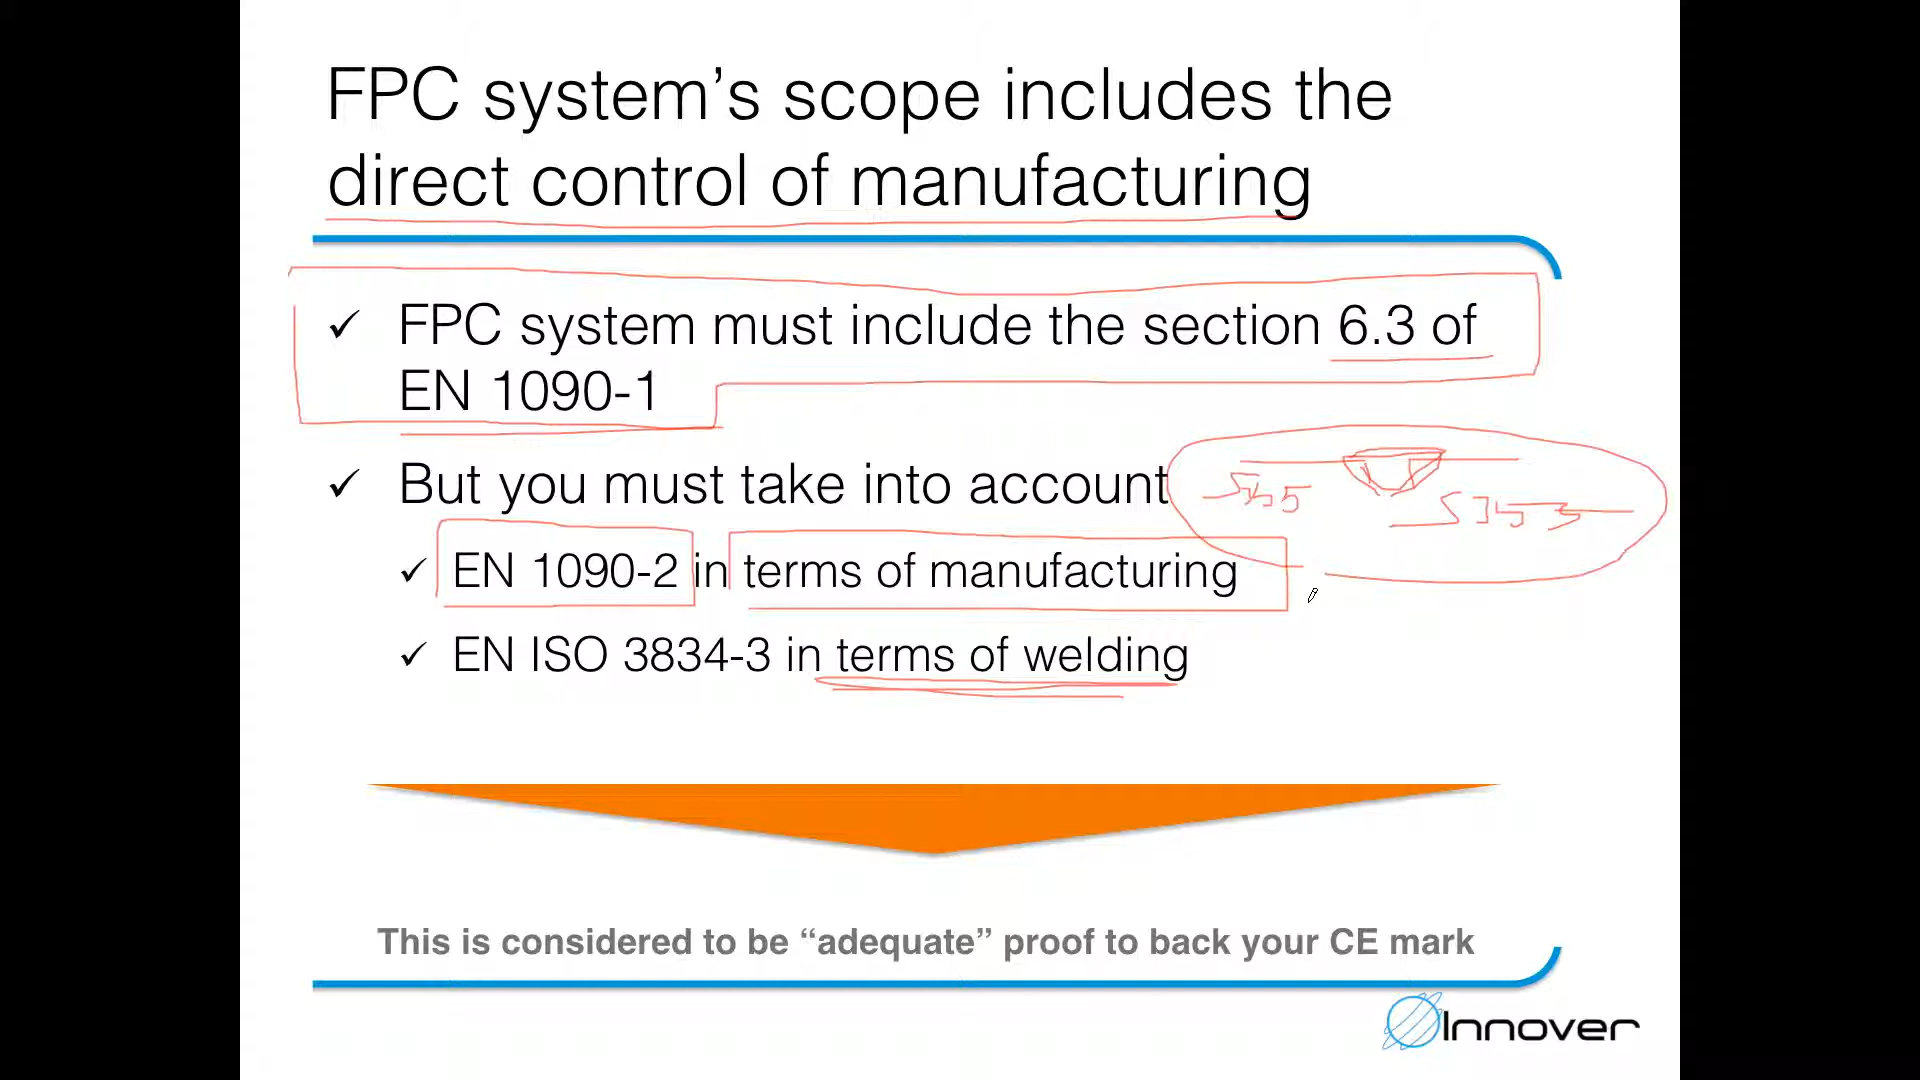 FPC system’s scope includes the
direct control of manufacturing
✓ FPC system must include the section 6.3 of
EN 1090-1
✓ But you must take into account
✓ EN 1090-2 in terms of manufacturing
✓ EN ISO 3834-3 in terms of welding
This is considered to be “adequate” proof to back your CE mark
Innover